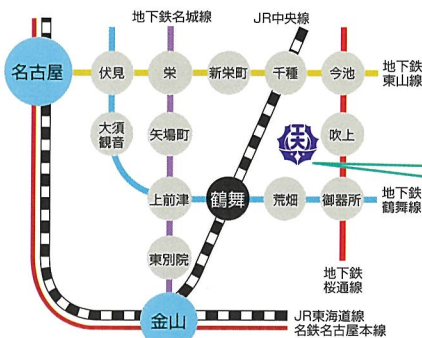 地下鉄名城線
JR中央線
名古屋
伏見
栄
新栄町
千種
今池
地下鉄
東山線
大須
観音
矢場町
工大
吹上
上前津
鶴舞
荒畑
御器所
地下鉄
鶴舞線
東別院
地下鉄
桜通線
金山
JR東海道線
名鉄名古屋本線